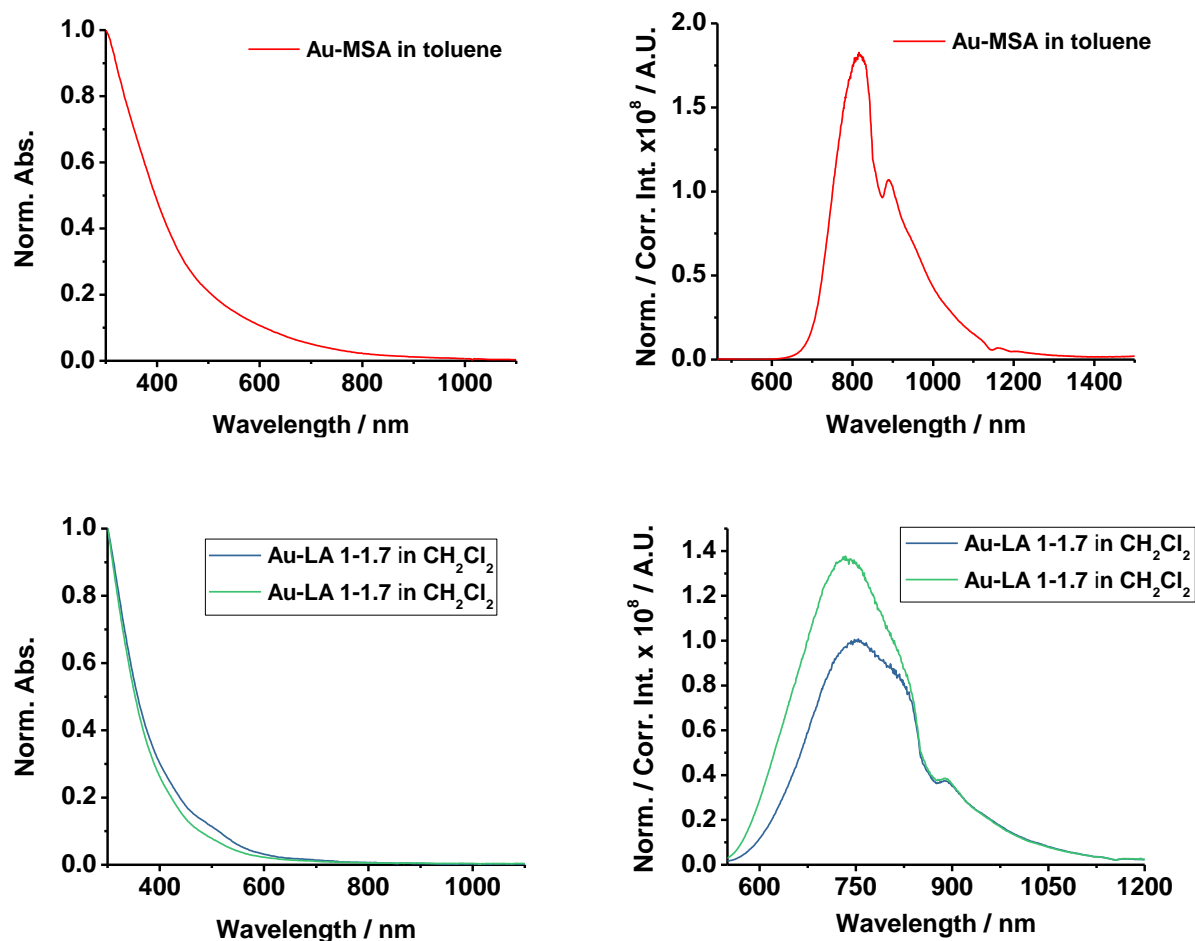 Norm. Abs.
1.0
0.8
0.6
0.4
0.2
0.0
Au-MSA in toluene
400 600 800 1000
Wavelength / nm
Norm. / Corr. Int. x10⁸ / A.U.
2.0
1.5
1.0
0.5
0.0
Au-MSA in toluene
600 800 1000 1200 1400
Wavelength / nm
Norm. Abs.
1.0
0.8
0.6
0.4
0.2
0.0
Au-LA 1-1.7 in CH₂Cl₂
Au-LA 1-1.7 in CH₂Cl₂
400 600 800 1000
Wavelength / nm
Norm. / Corr. Int. x 10⁸ / A.U.
1.4
1.2
1.0
0.8
0.6
0.4
0.2
0.0
Au-LA 1-1.7 in CH₂Cl₂
Au-LA 1-1.7 in CH₂Cl₂
600 750 900 1050 1200
Wavelength / nm